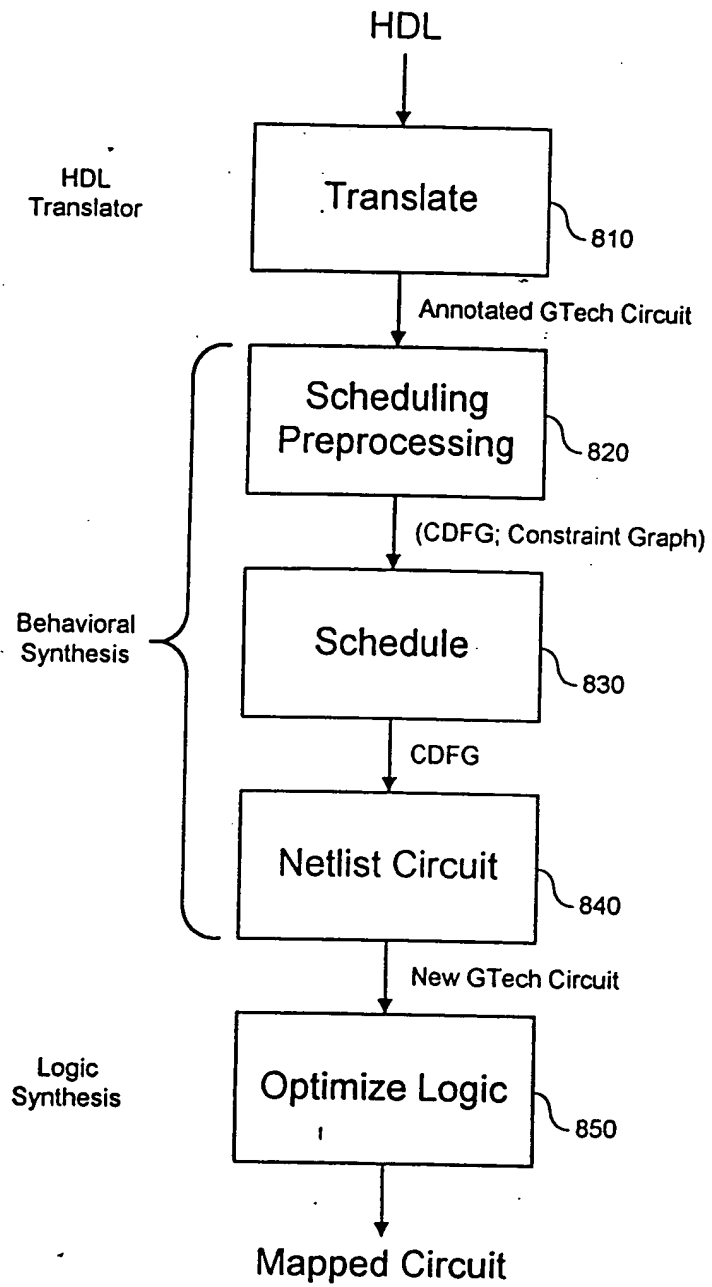 HDL
HDL
Translator
Translate
810
Annotated GTech Circuit
Scheduling
Preprocessing
820
(CDFG; Constraint Graph)
Behavioral
Synthesis
Schedule
830
CDFG
Netlist Circuit
840
New GTech Circuit
Logic
Synthesis
Optimize Logic
850
Mapped Circuit